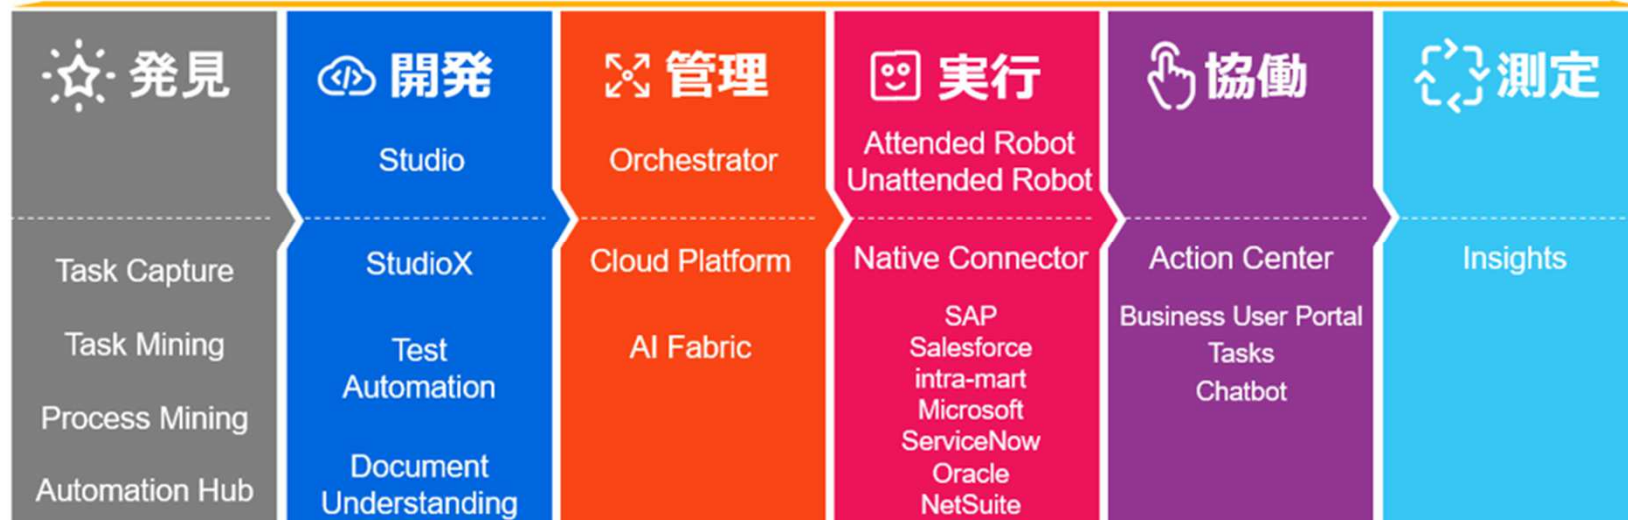 発見
Task Capture
Task Mining
Process Mining
Automation Hub
開発
Studio
StudioX
Test
Automation
Document
Understanding
管理
Orchestrator
Cloud Platform
AI Fabric
実行
Attended Robot
Unattended Robot
Native Connector
SAP
Salesforce
intra-mart
Microsoft
ServiceNow
Oracle
NetSuite
協働
Action Center
Business User Portal
Tasks
Chatbot
測定
Insights